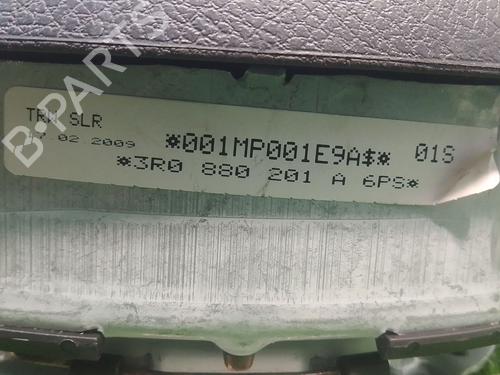 B-PARTS
TRW SLR
02 2009
*001MP001E9A$* 01S
*3R0 880 201 A 6PS*